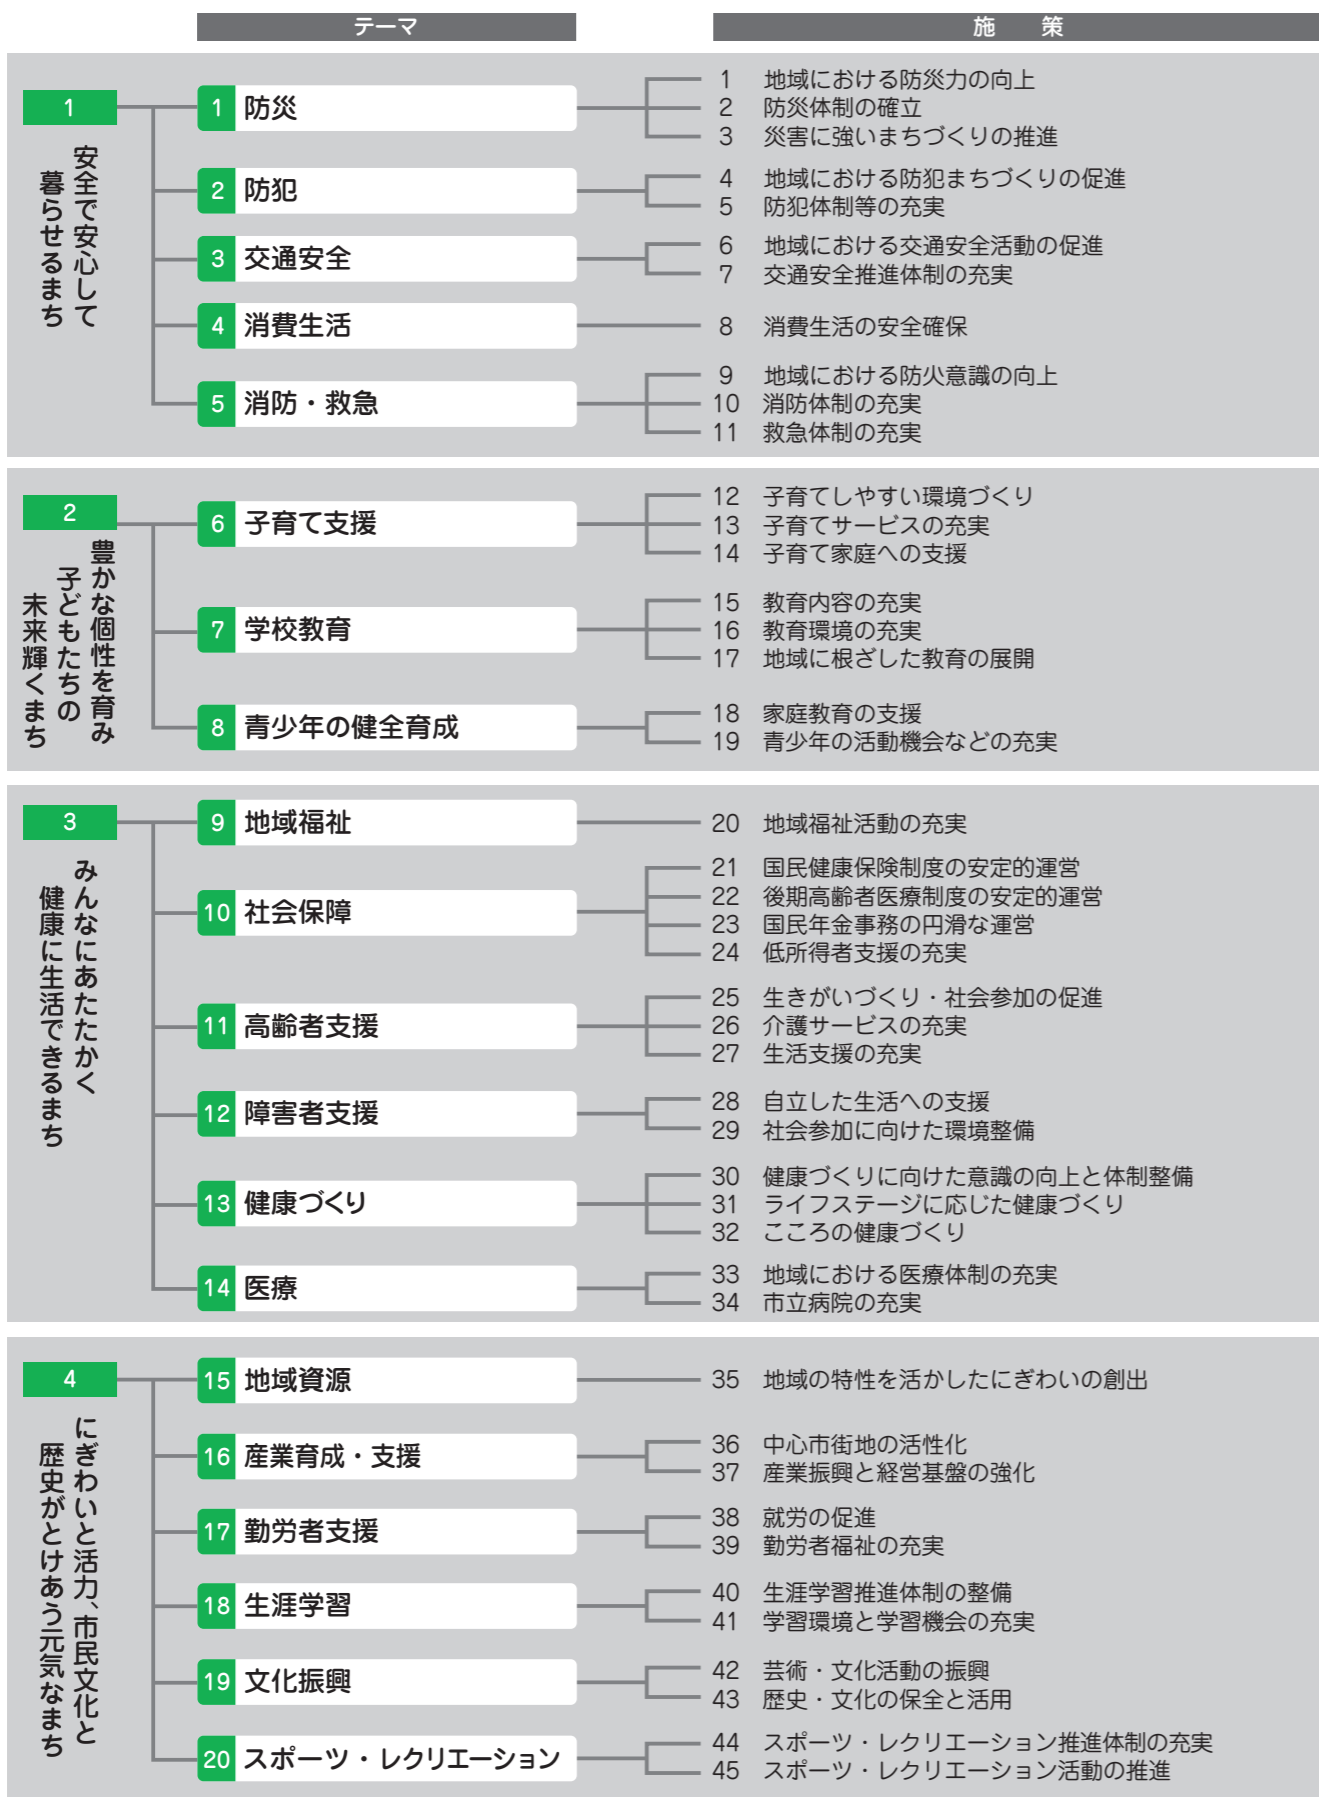 テーマ
施策
1
安全で安心して
暮らせるまち
1 防災
1 地域における防災力の向上
2 防災体制の確立
3 災害に強いまちづくりの推進
2 防犯
4 地域における防犯まちづくりの促進
5 防犯体制等の充実
3 交通安全
6 地域における交通安全活動の促進
7 交通安全推進体制の充実
4 消費生活
8 消費生活の安全確保
5 消防・救急
9 地域における防火意識の向上
10 消防体制の充実
11 救急体制の充実
2
豊かな個性を育み
子どもたちの
未来輝くまち
6 子育て支援
12 子育てしやすい環境づくり
13 子育てサービスの充実
14 子育て家庭への支援
7 学校教育
15 教育内容の充実
16 教育環境の充実
17 地域に根ざした教育の展開
8 青少年の健全育成
18 家庭教育の支援
19 青少年の活動機会などの充実
3
みんなにあたたかく
健康に生活できるまち
9 地域福祉
20 地域福祉活動の充実
10 社会保障
21 国民健康保険制度の安定的運営
22 後期高齢者医療制度の安定的運営
23 国民年金事務の円滑な運営
24 低所得者支援の充実
11 高齢者支援
25 生きがいづくり・社会参加の促進
26 介護サービスの充実
27 生活支援の充実
12 障害者支援
28 自立した生活への支援
29 社会参加に向けた環境整備
13 健康づくり
30 健康づくりに向けた意識の向上と体制整備
31 ライフステージに応じた健康づくり
32 こころの健康づくり
14 医療
33 地域における医療体制の充実
34 市立病院の充実
4
にぎわいと活力、市民文化と
歴史がとけあう元気なまち
15 地域資源
35 地域の特性を活かしたにぎわいの創出
16 産業育成・支援
36 中心市街地の活性化
37 産業振興と経営基盤の強化
17 勤労者支援
38 就労の促進
39 勤労者福祉の充実
18 生涯学習
40 生涯学習推進体制の整備
41 学習環境と学習機会の充実
19 文化振興
42 芸術・文化活動の振興
43 歴史・文化の保全と活用
20 スポーツ・レクリエーション
44 スポーツ・レクリエーション推進体制の充実
45 スポーツ・レクリエーション活動の推進